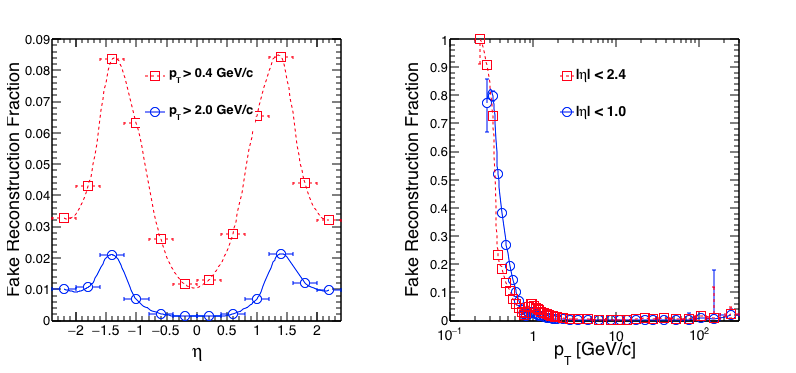 Fake Reconstruction Fraction
0.09
0.08
0.07
0.06
0.05
0.04
0.03
0.02
0.01
0
p_T > 0.4 GeV/c
p_T > 2.0 GeV/c
−2 −1.5 −1 −0.5 0 0.5 1 1.5 2
η
Fake Reconstruction Fraction
1
0.9
0.8
0.7
0.6
0.5
0.4
0.3
0.2
0.1
0
|η| < 2.4
|η| < 1.0
10^−1 1 10 10^2
p_T [GeV/c]